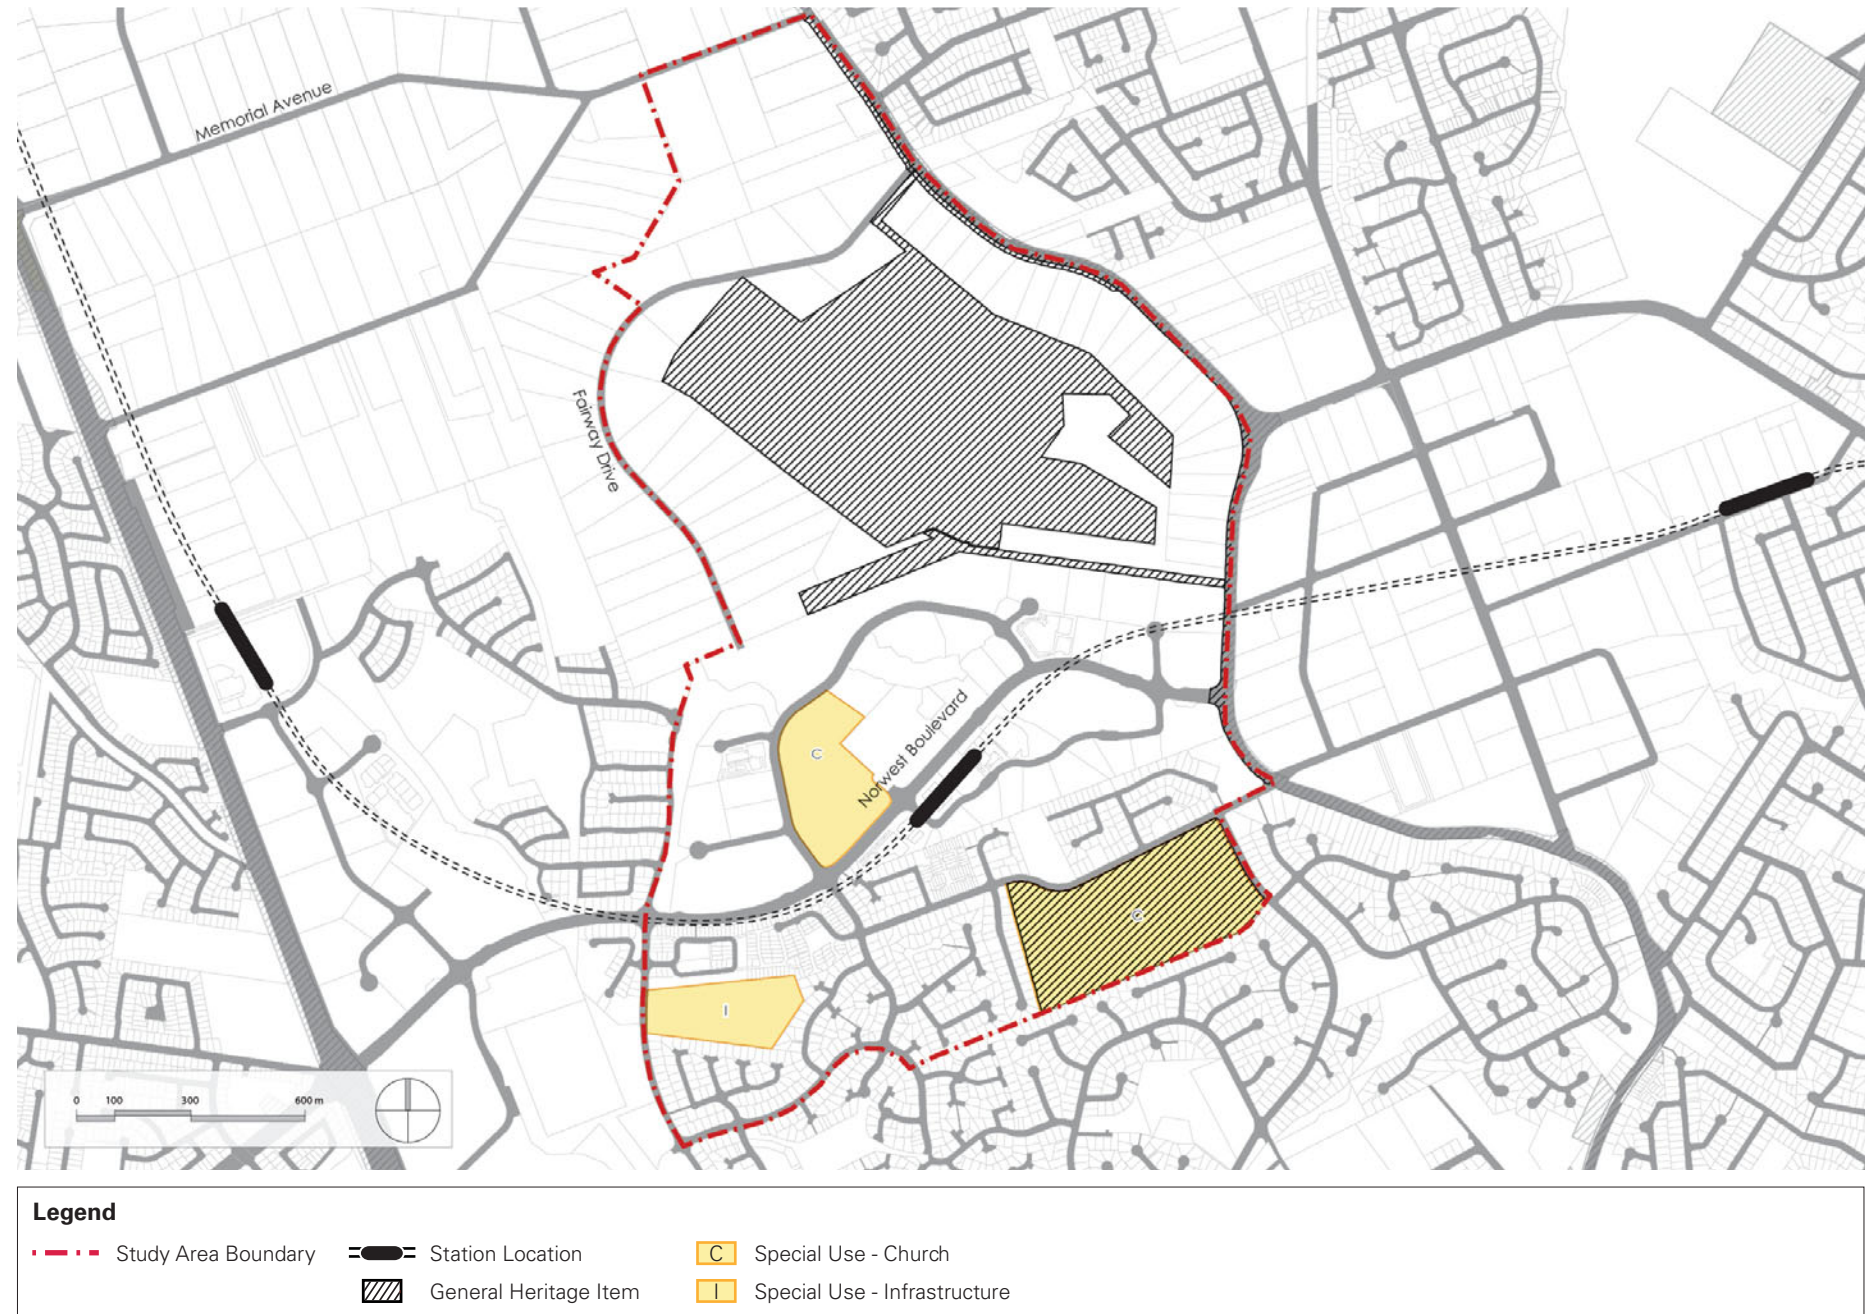 Memorial Avenue
Fairway Drive
C
Norwest Boulevard
C
I
0 100 300 600 m
Legend
Study Area Boundary
Station Location
C Special Use - Church
General Heritage Item
I Special Use - Infrastructure